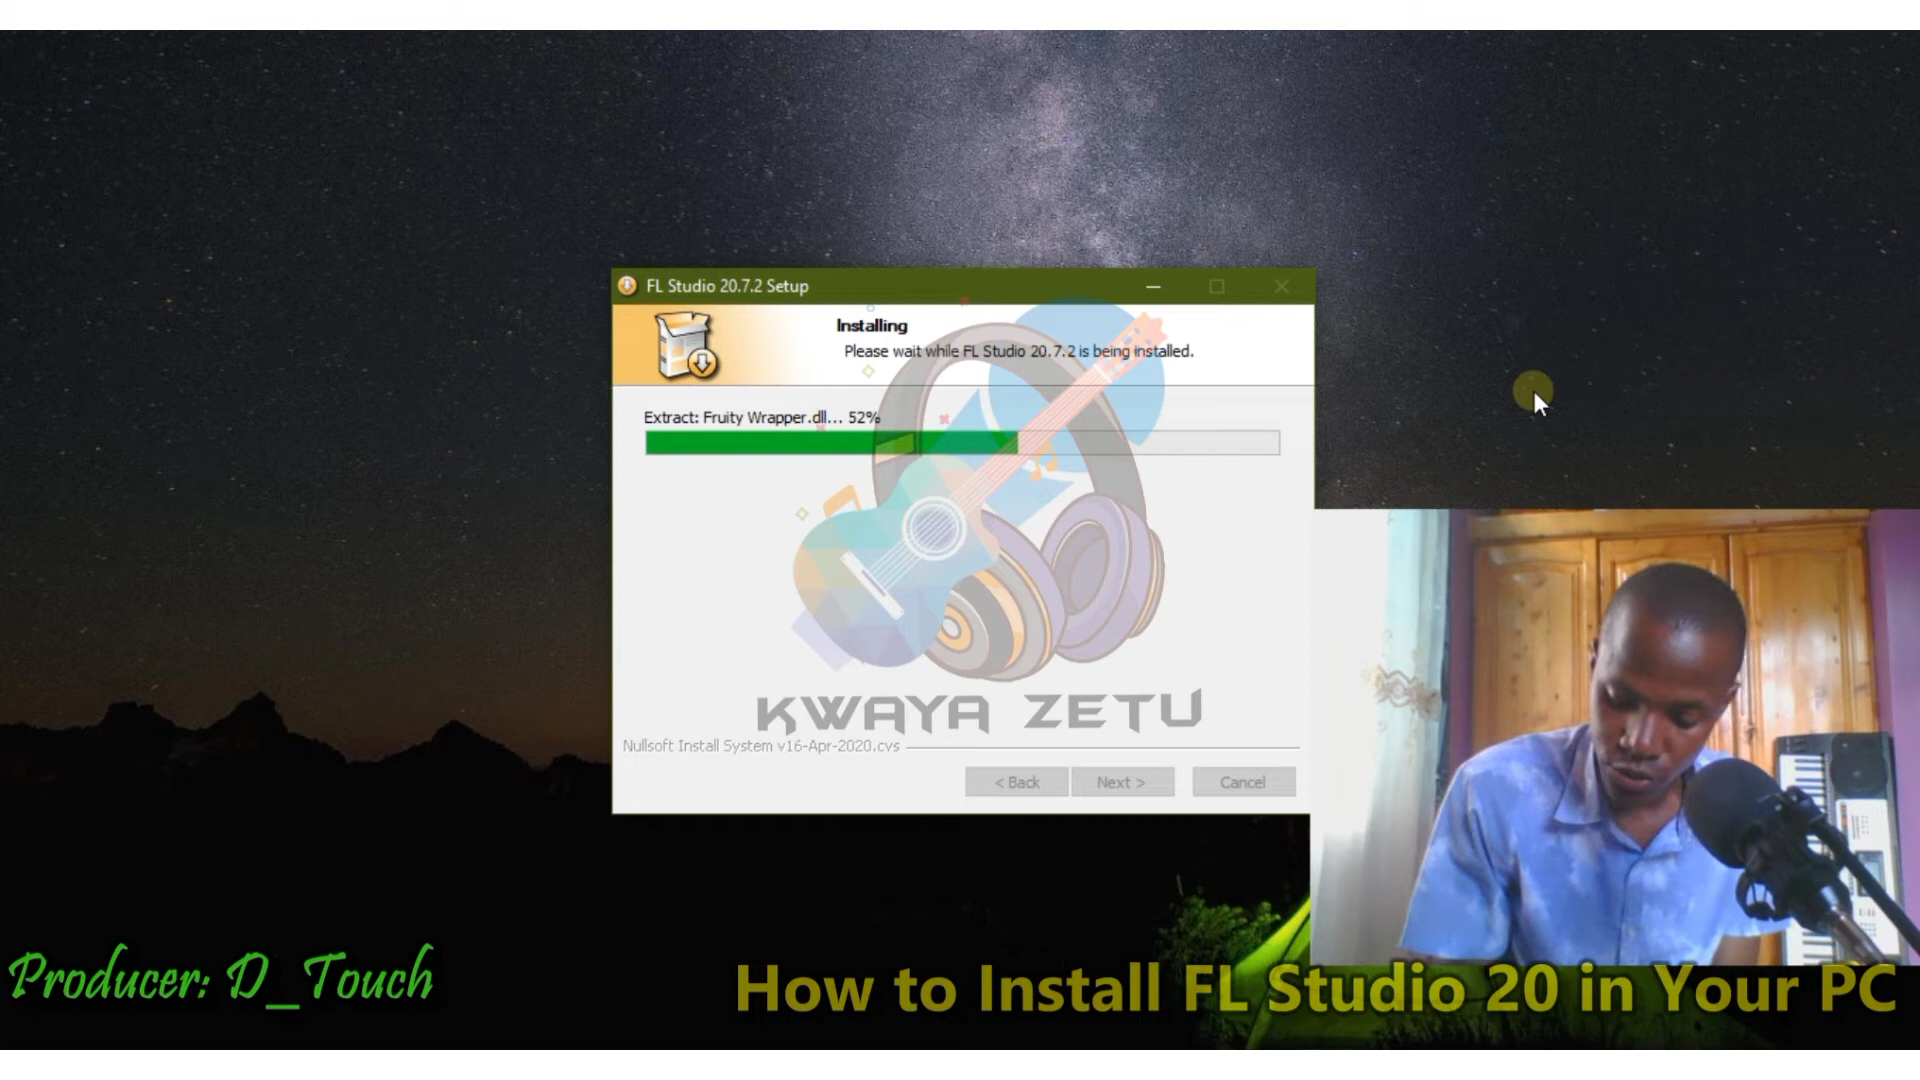 FL Studio 20.7.2 Setup
Installing
Please wait while FL Studio 20.7.2 is being installed.
Extract: Fruity Wrapper.dll... 52%
KWAYA ZETU
Nullsoft Install System v16-Apr-2020.cvs
< Back
Next >
Cancel
Producer: D_Touch
How to Install FL Studio 20 in Your PC